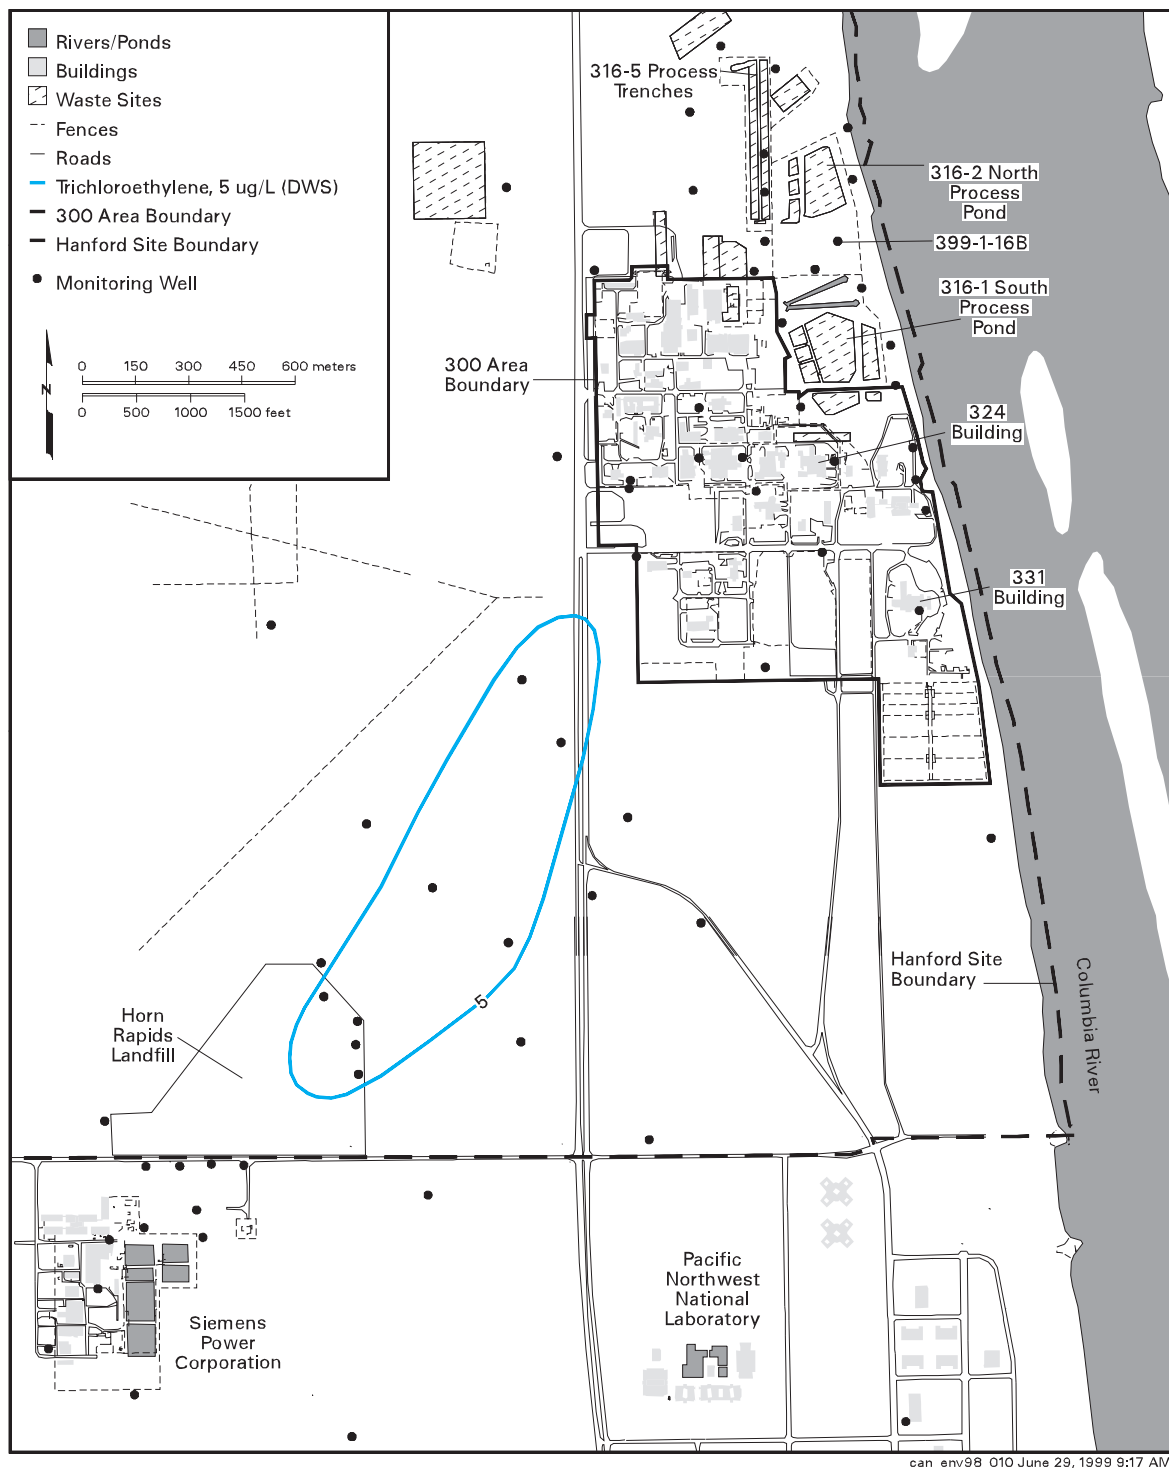 Rivers/Ponds
Buildings
Waste Sites
Fences
Roads
Trichloroethylene, 5 ug/L (DWS)
300 Area Boundary
Hanford Site Boundary
Monitoring Well
N
0 150 300 450 600 meters
0 500 1000 1500 feet
316-5 Process
Trenches
316-2 North
Process
Pond
399-1-16B
316-1 South
Process
Pond
300 Area
Boundary
324
Building
331
Building
Hanford Site
Boundary
Columbia River
5
Horn
Rapids
Landfill
Siemens
Power
Corporation
Pacific
Northwest
National
Laboratory
can_env98_010 June 29, 1999 9:17 AM